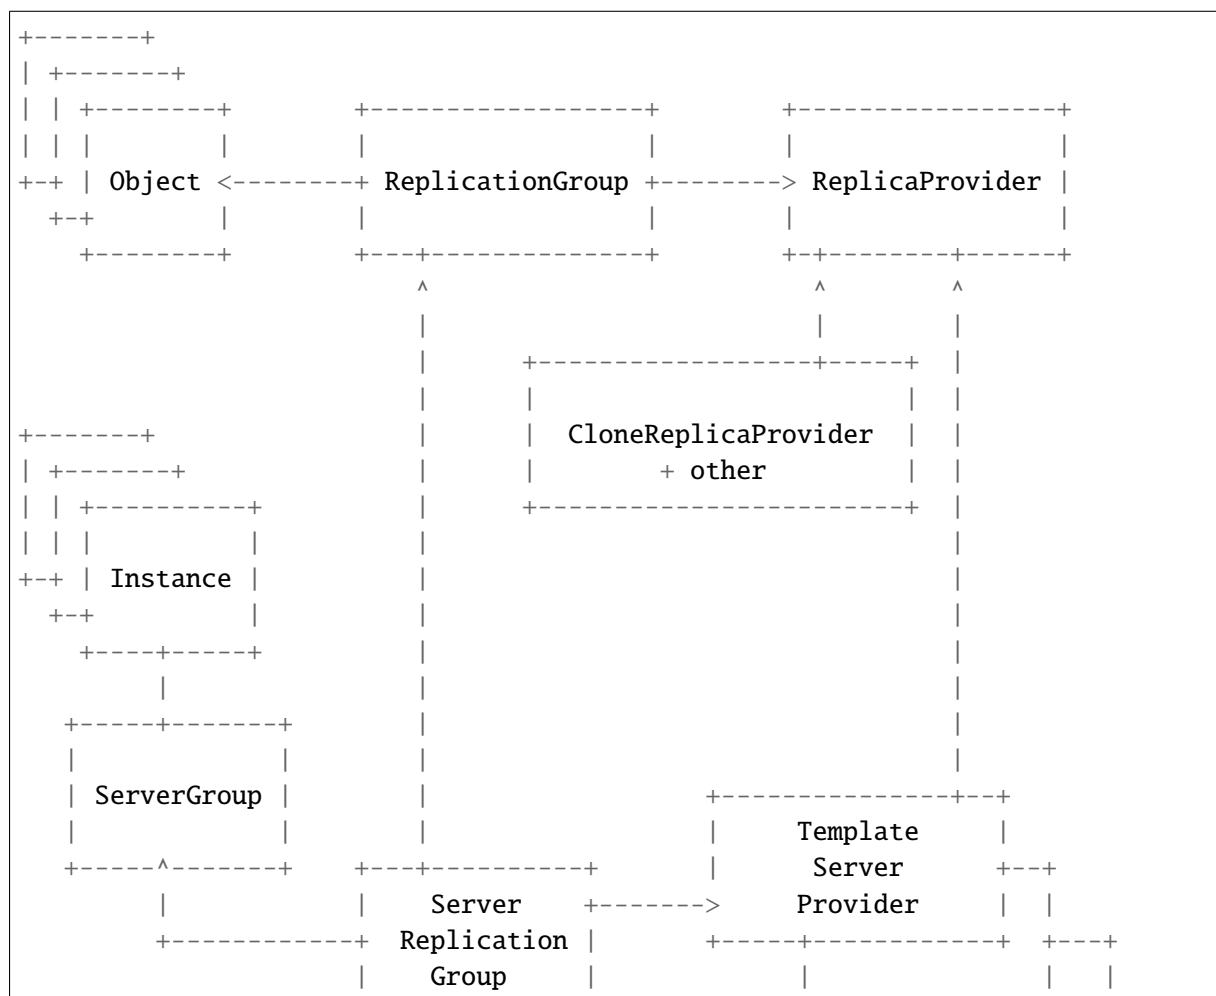 +-------+
| +--------+
| | +---------+        +-------------------+         +------------------+
| | |         |        |                   |         |                  |
+-+ | Object <---------+ ReplicationGroup +--------> ReplicaProvider |
  +-+         |        |                   |         |                  |
    +---------+        +---+---------------+         +-+---------+------+
                           ^                           ^         ^
                           |                           |         |
                           |      +-------------------+-----+    |
                           |      |                         |    |
+-------+                  |      |   CloneReplicaProvider  |    |
| +-------+                |      |         + other         |    |
| | +-----------+          |      +-------------------------+    |
| | |           |          |                                     |
+-+ | Instance |           |                                     |
  +-+           |          |                                     |
    +----+------+          |                                     |
         |                 |                                     |
   +-----+--------+        |                                     |
   |              |        |                                     |
   | ServerGroup |         |                     +---------------+--+
   |              |        |                     |     Template     |
   +-----^--------+    +---+-----------+         |      Server      +--+
         |             |    Server     +------->      Provider     |  |
         +-------------+  Replication |        +-----+------------+  +---+
                       |    Group      |              |               |   |